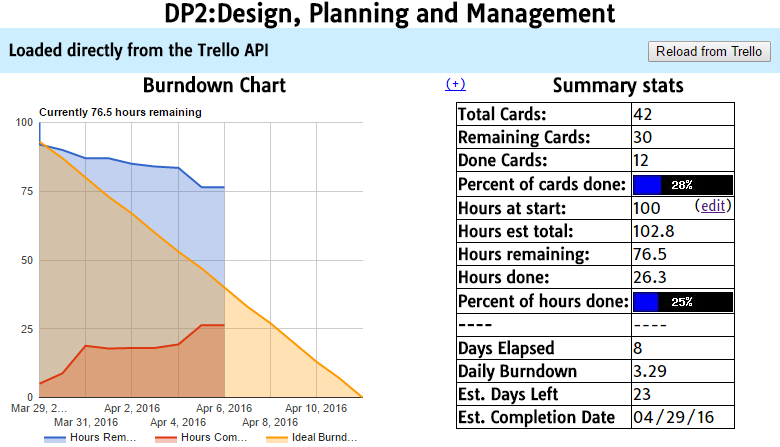 DP2:Design, Planning and Management
Loaded directly from the Trello API
Reload from Trello
Burndown Chart
Currently 76.5 hours remaining
100
75
50
25
0
Mar 29, 2...
Mar 31, 2016
Apr 2, 2016
Apr 4, 2016
Apr 6, 2016
Apr 8, 2016
Apr 10, 2016
Hours Rem...
Hours Com...
Ideal Burnd...
(+)
Summary stats
Total Cards: 42
Remaining Cards: 30
Done Cards: 12
Percent of cards done: 28%
Hours at start: 100 (edit)
Hours est total: 102.8
Hours remaining: 76.5
Hours done: 26.3
Percent of hours done: 25%
---- ----
Days Elapsed 8
Daily Burndown 3.29
Est. Days Left 23
Est. Completion Date 04/29/16